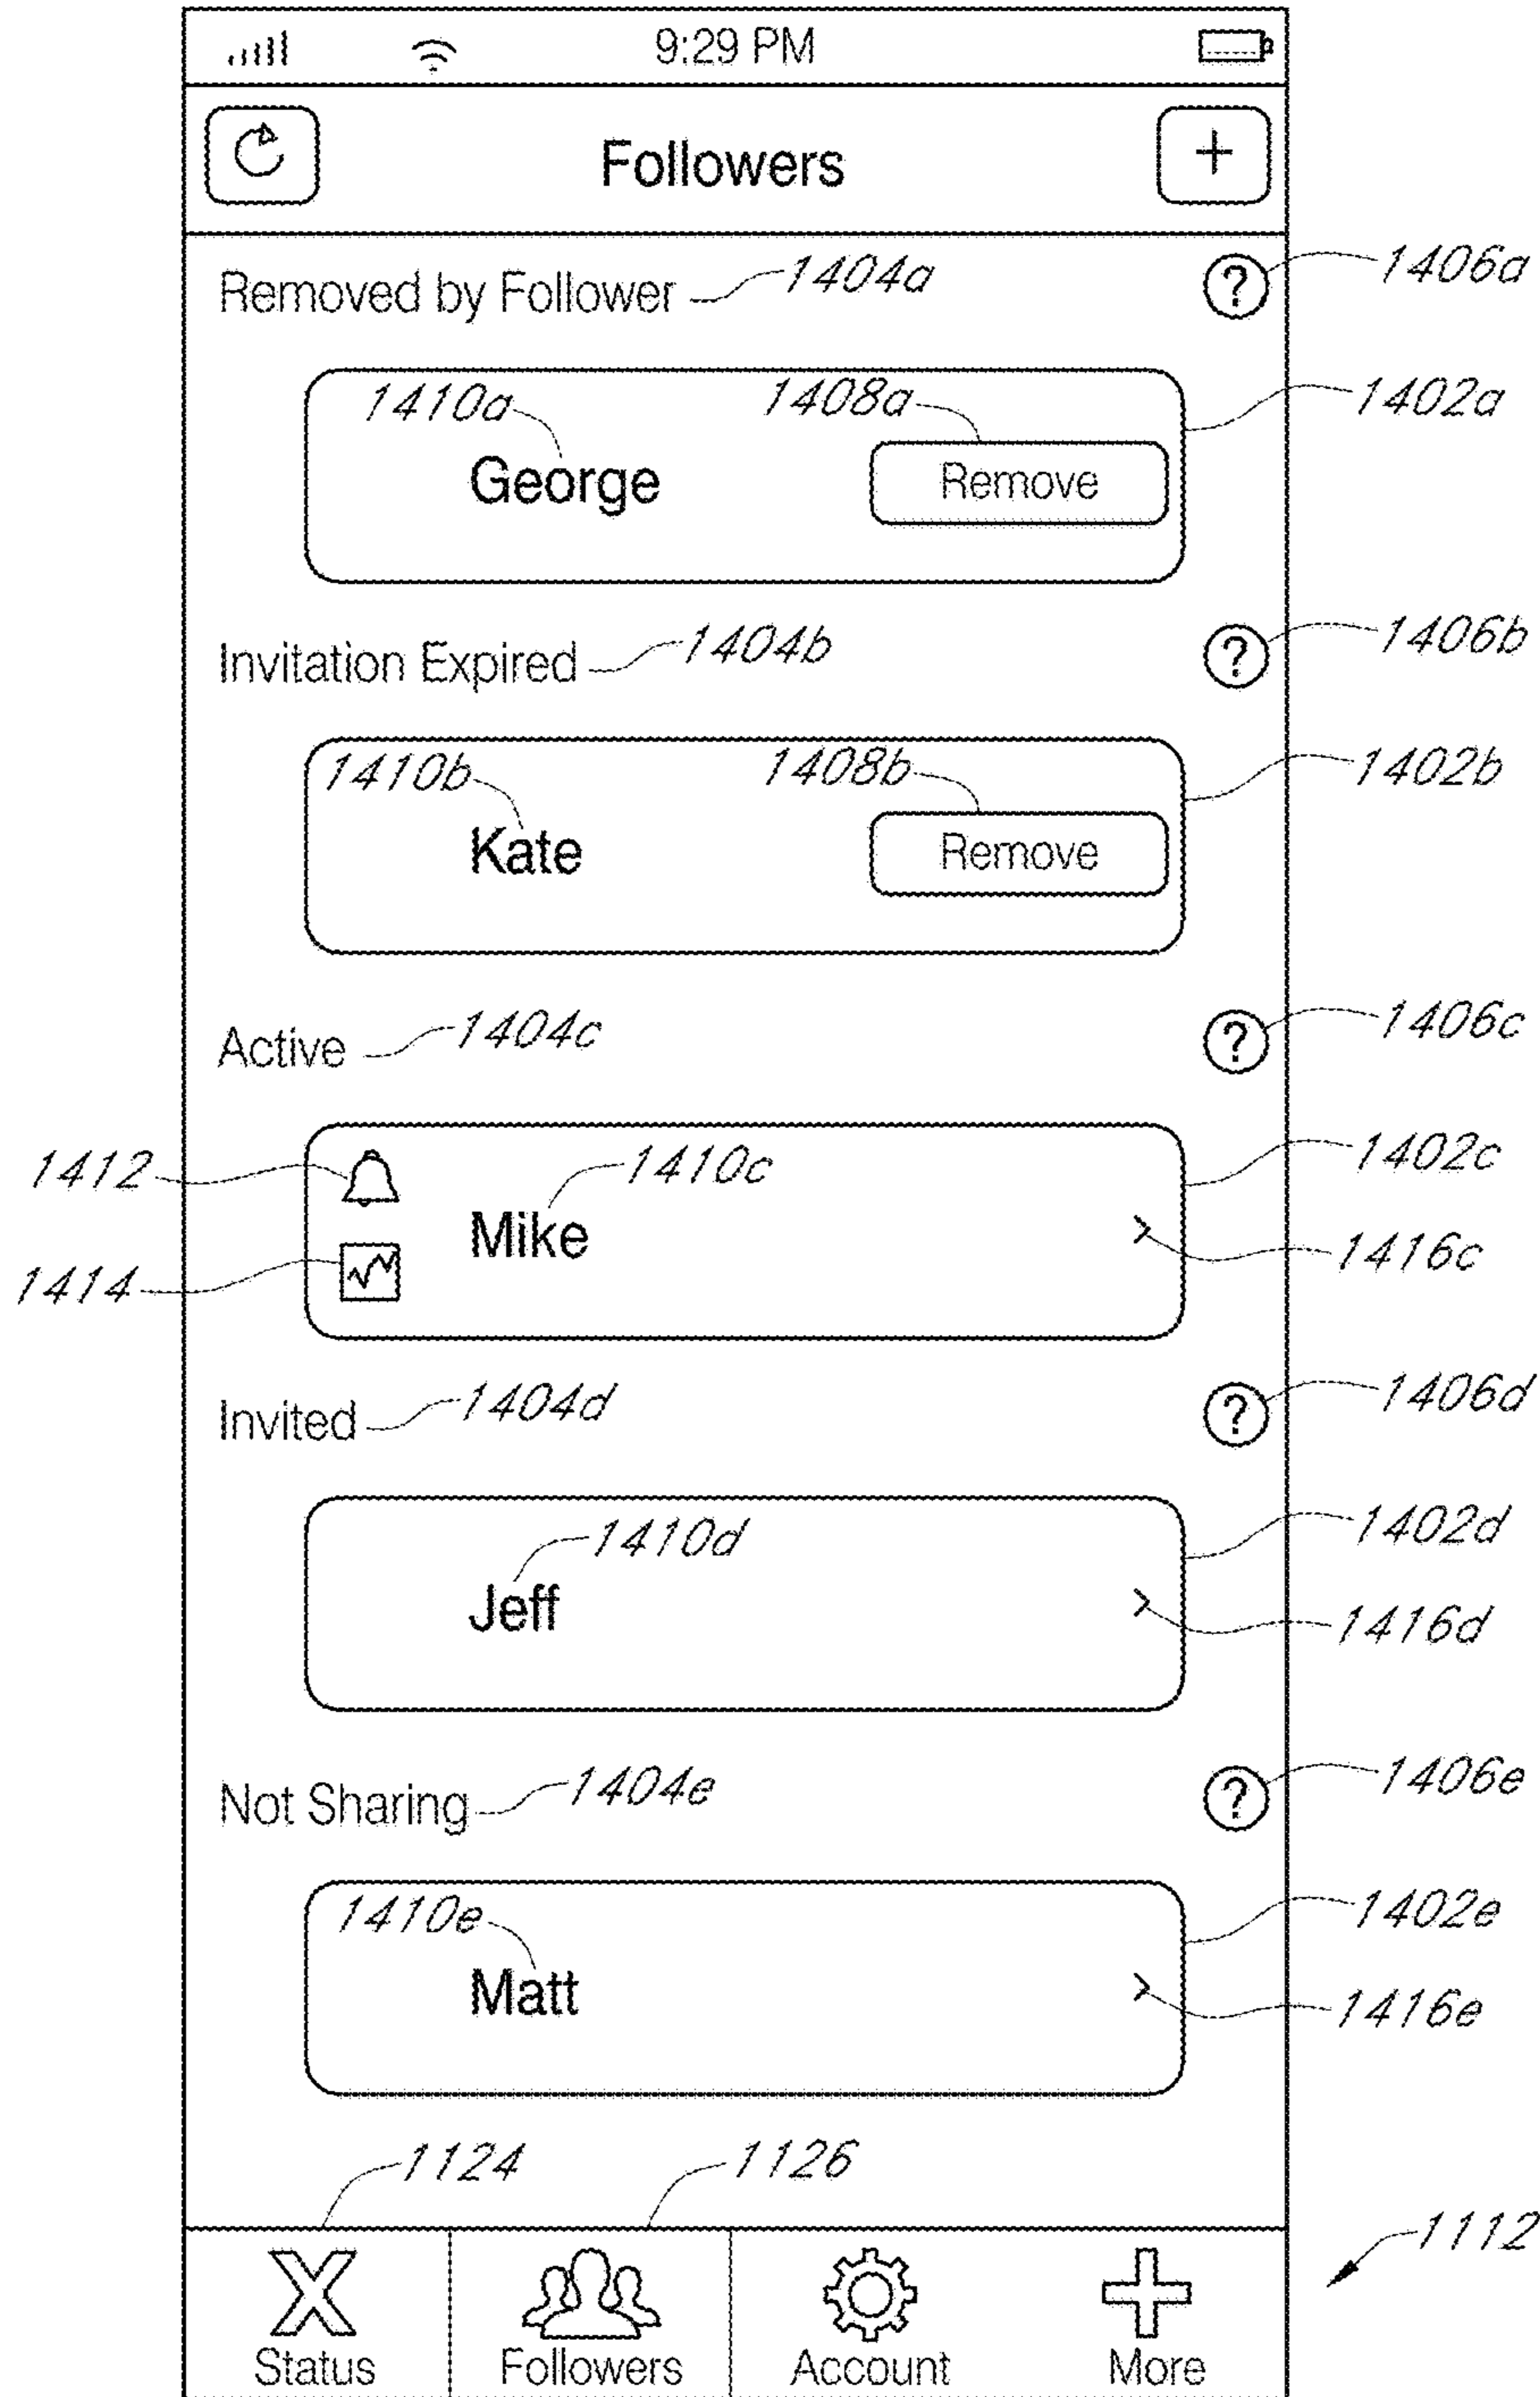 9:29 PM
Followers +
Removed by Follower 1404a ? 1406a
1410a 1408a 1402a
George Remove
Invitation Expired 1404b ? 1406b
1410b 1408b 1402b
Kate Remove
Active 1404c ? 1406c
1412 1410c 1402c
Mike >
1414 1416c
Invited 1404d ? 1406d
1410d 1402d
Jeff >
1416d
Not Sharing 1404e ? 1406e
1410e 1402e
Matt >
1416e
1124 1126
1112
X
Status Followers Account More